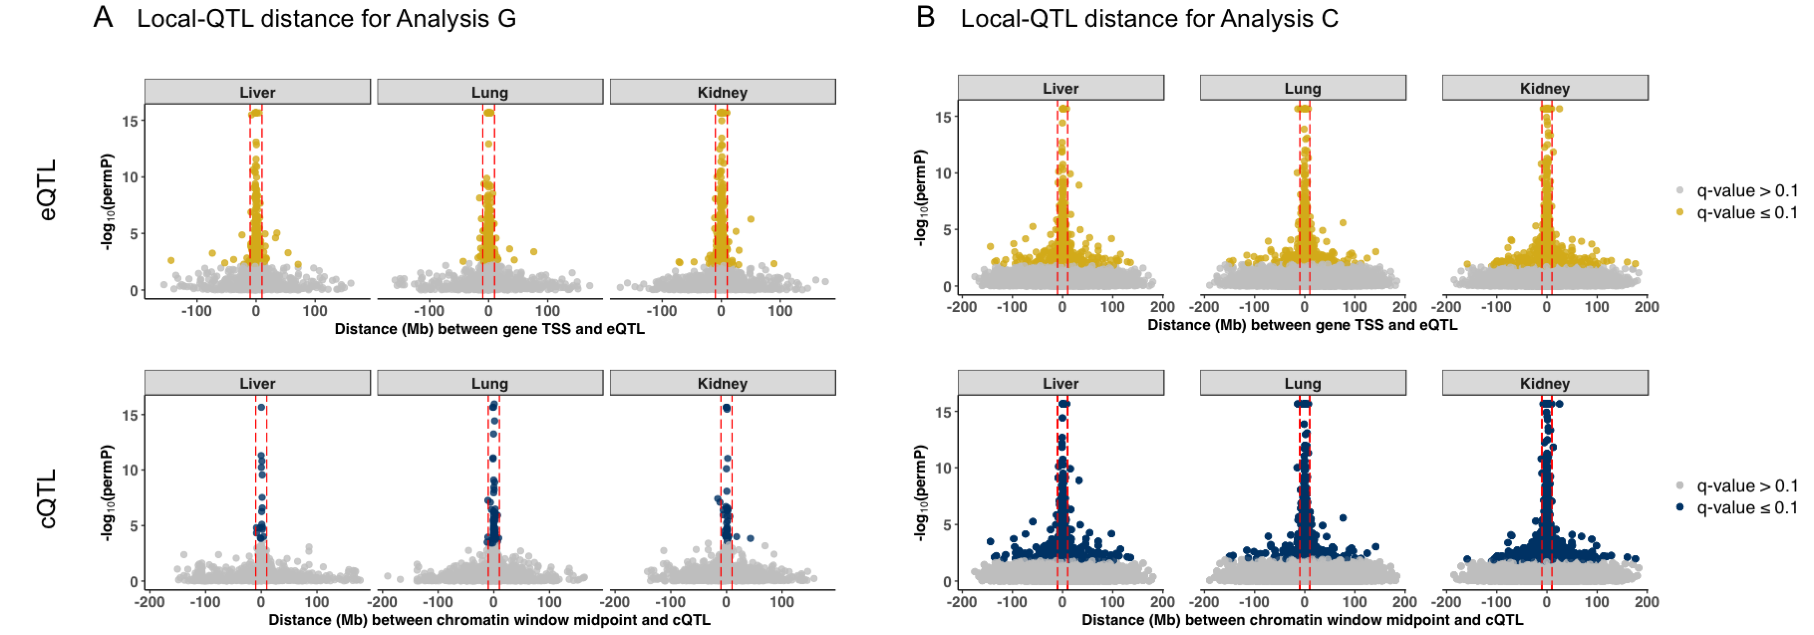 A Local-QTL distance for Analysis G
B Local-QTL distance for Analysis C
eQTL
Liver Lung Kidney
-log10(permP)
15
10
5
0
-100 0 100 -100 0 100 -100 0 100
Distance (Mb) between gene TSS and eQTL
Liver Lung Kidney
-log10(permP)
15
10
5
0
-200 -100 0 100 200 -200 -100 0 100 200 -200 -100 0 100 200
Distance (Mb) between gene TSS and eQTL
q-value > 0.1
q-value ≤ 0.1
cQTL
Liver Lung Kidney
-log10(permP)
15
10
5
0
-200 -100 0 100 -200 -100 0 100 -200 -100 0 100
Distance (Mb) between chromatin window midpoint and cQTL
Liver Lung Kidney
-log10(permP)
15
10
5
0
-200 -100 0 100 200 -200 -100 0 100 200 -200 -100 0 100 200
Distance (Mb) between chromatin window midpoint and cQTL
q-value > 0.1
q-value ≤ 0.1